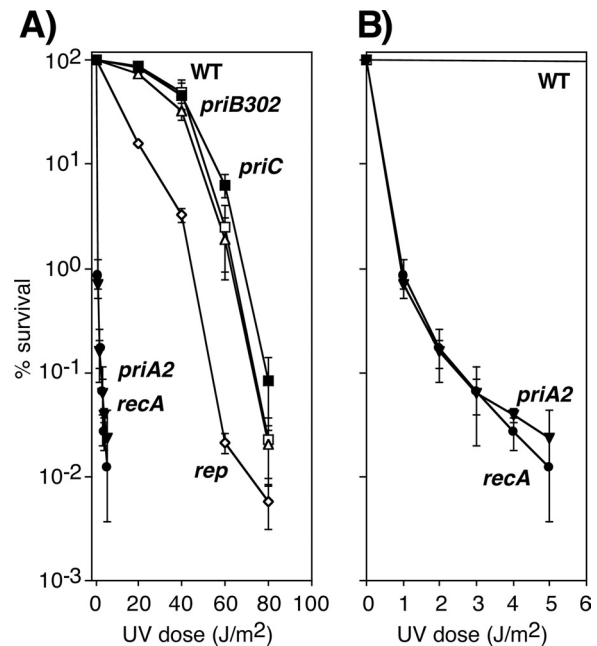 A)
% survival
10²
10¹
10⁰
10⁻¹
10⁻²
10⁻³
WT
priB302
priC
priA2
recA
rep
0 20 40 60 80 100
UV dose (J/m²)
B)
WT
priA2
recA
0 1 2 3 4 5 6
UV dose (J/m²)